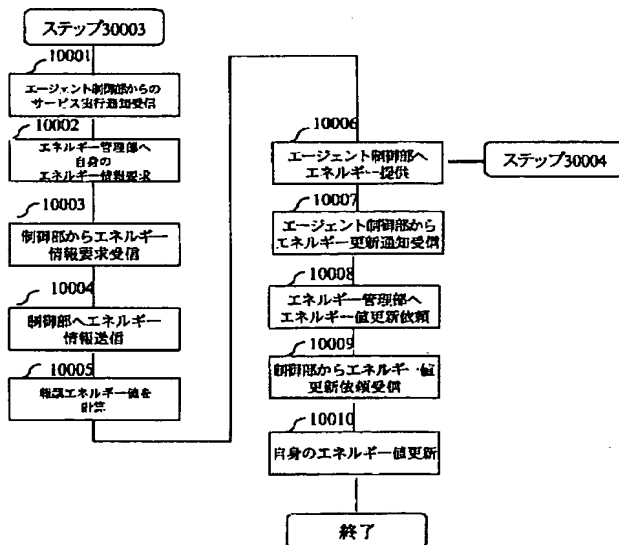 ステップ30003
10001
エージェント制御部からの
サービス実行通知受信
10002
エネルギー管理部へ
自身の
エネルギー情報要求
10003
制御部からエネルギー
情報要求受信
10004
制御部へエネルギー
情報送信
10005
報酬エネルギー値を
計算
10006
エージェント制御部へ
エネルギー提供
ステップ30004
10007
エージェント制御部から
エネルギー更新通知受信
10008
エネルギー管理部へ
エネルギー値更新依頼
10009
制御部からエネルギー値
更新依頼受信
10010
自身のエネルギー値更新
終了